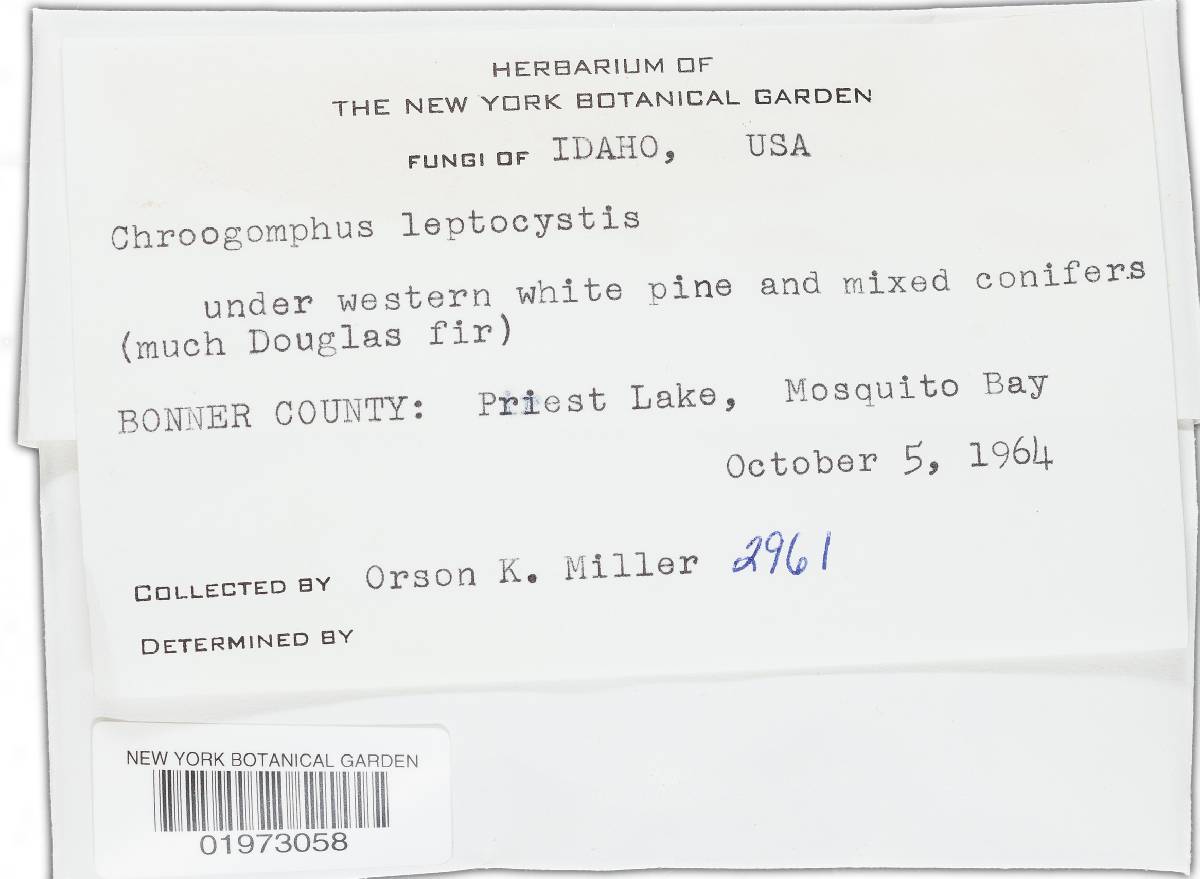 HERBARIUM OF
THE NEW YORK BOTANICAL GARDEN
FUNGI OF IDAHO, USA
Chroogomphus leptocystis
under western white pine and mixed conifers
(much Douglas fir)
BONNER COUNTY: Priest Lake, Mosquito Bay
October 5, 1964
COLLECTED BY Orson K. Miller 2961
DETERMINED BY
NEW YORK BOTANICAL GARDEN
01973058